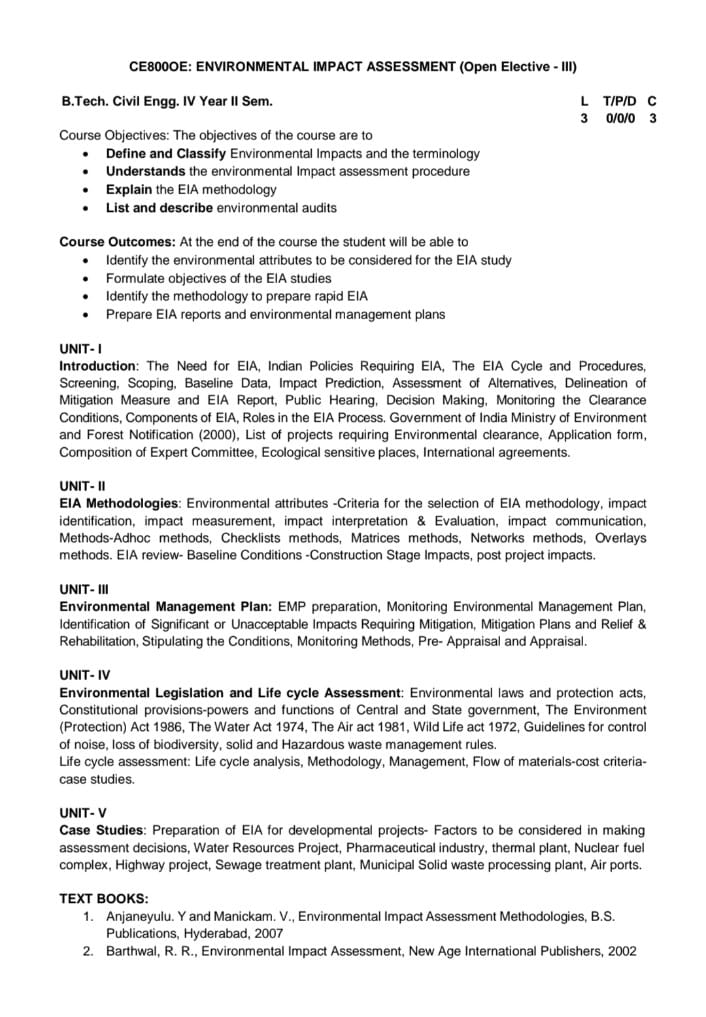 CE800OE: ENVIRONMENTAL IMPACT ASSESSMENT (Open Elective - III)
B.Tech. Civil Engg. IV Year II Sem. L T/P/D C
3 0/0/0 3
Course Objectives: The objectives of the course are to
• Define and Classify Environmental Impacts and the terminology
• Understands the environmental Impact assessment procedure
• Explain the EIA methodology
• List and describe environmental audits
Course Outcomes: At the end of the course the student will be able to
• Identify the environmental attributes to be considered for the EIA study
• Formulate objectives of the EIA studies
• Identify the methodology to prepare rapid EIA
• Prepare EIA reports and environmental management plans
UNIT- I
Introduction: The Need for EIA, Indian Policies Requiring EIA, The EIA Cycle and Procedures,
Screening, Scoping, Baseline Data, Impact Prediction, Assessment of Alternatives, Delineation of
Mitigation Measure and EIA Report, Public Hearing, Decision Making, Monitoring the Clearance
Conditions, Components of EIA, Roles in the EIA Process. Government of India Ministry of Environment
and Forest Notification (2000), List of projects requiring Environmental clearance, Application form,
Composition of Expert Committee, Ecological sensitive places, International agreements.
UNIT- II
EIA Methodologies: Environmental attributes -Criteria for the selection of EIA methodology, impact
identification, impact measurement, impact interpretation & Evaluation, impact communication,
Methods-Adhoc methods, Checklists methods, Matrices methods, Networks methods, Overlays
methods. EIA review- Baseline Conditions -Construction Stage Impacts, post project impacts.
UNIT- III
Environmental Management Plan: EMP preparation, Monitoring Environmental Management Plan,
Identification of Significant or Unacceptable Impacts Requiring Mitigation, Mitigation Plans and Relief &
Rehabilitation, Stipulating the Conditions, Monitoring Methods, Pre- Appraisal and Appraisal.
UNIT- IV
Environmental Legislation and Life cycle Assessment: Environmental laws and protection acts,
Constitutional provisions-powers and functions of Central and State government, The Environment
(Protection) Act 1986, The Water Act 1974, The Air act 1981, Wild Life act 1972, Guidelines for control
of noise, loss of biodiversity, solid and Hazardous waste management rules.
Life cycle assessment: Life cycle analysis, Methodology, Management, Flow of materials-cost criteria-
case studies.
UNIT- V
Case Studies: Preparation of EIA for developmental projects- Factors to be considered in making
assessment decisions, Water Resources Project, Pharmaceutical industry, thermal plant, Nuclear fuel
complex, Highway project, Sewage treatment plant, Municipal Solid waste processing plant, Air ports.
TEXT BOOKS:
1. Anjaneyulu. Y and Manickam. V., Environmental Impact Assessment Methodologies, B.S.
Publications, Hyderabad, 2007
2. Barthwal, R. R., Environmental Impact Assessment, New Age International Publishers, 2002